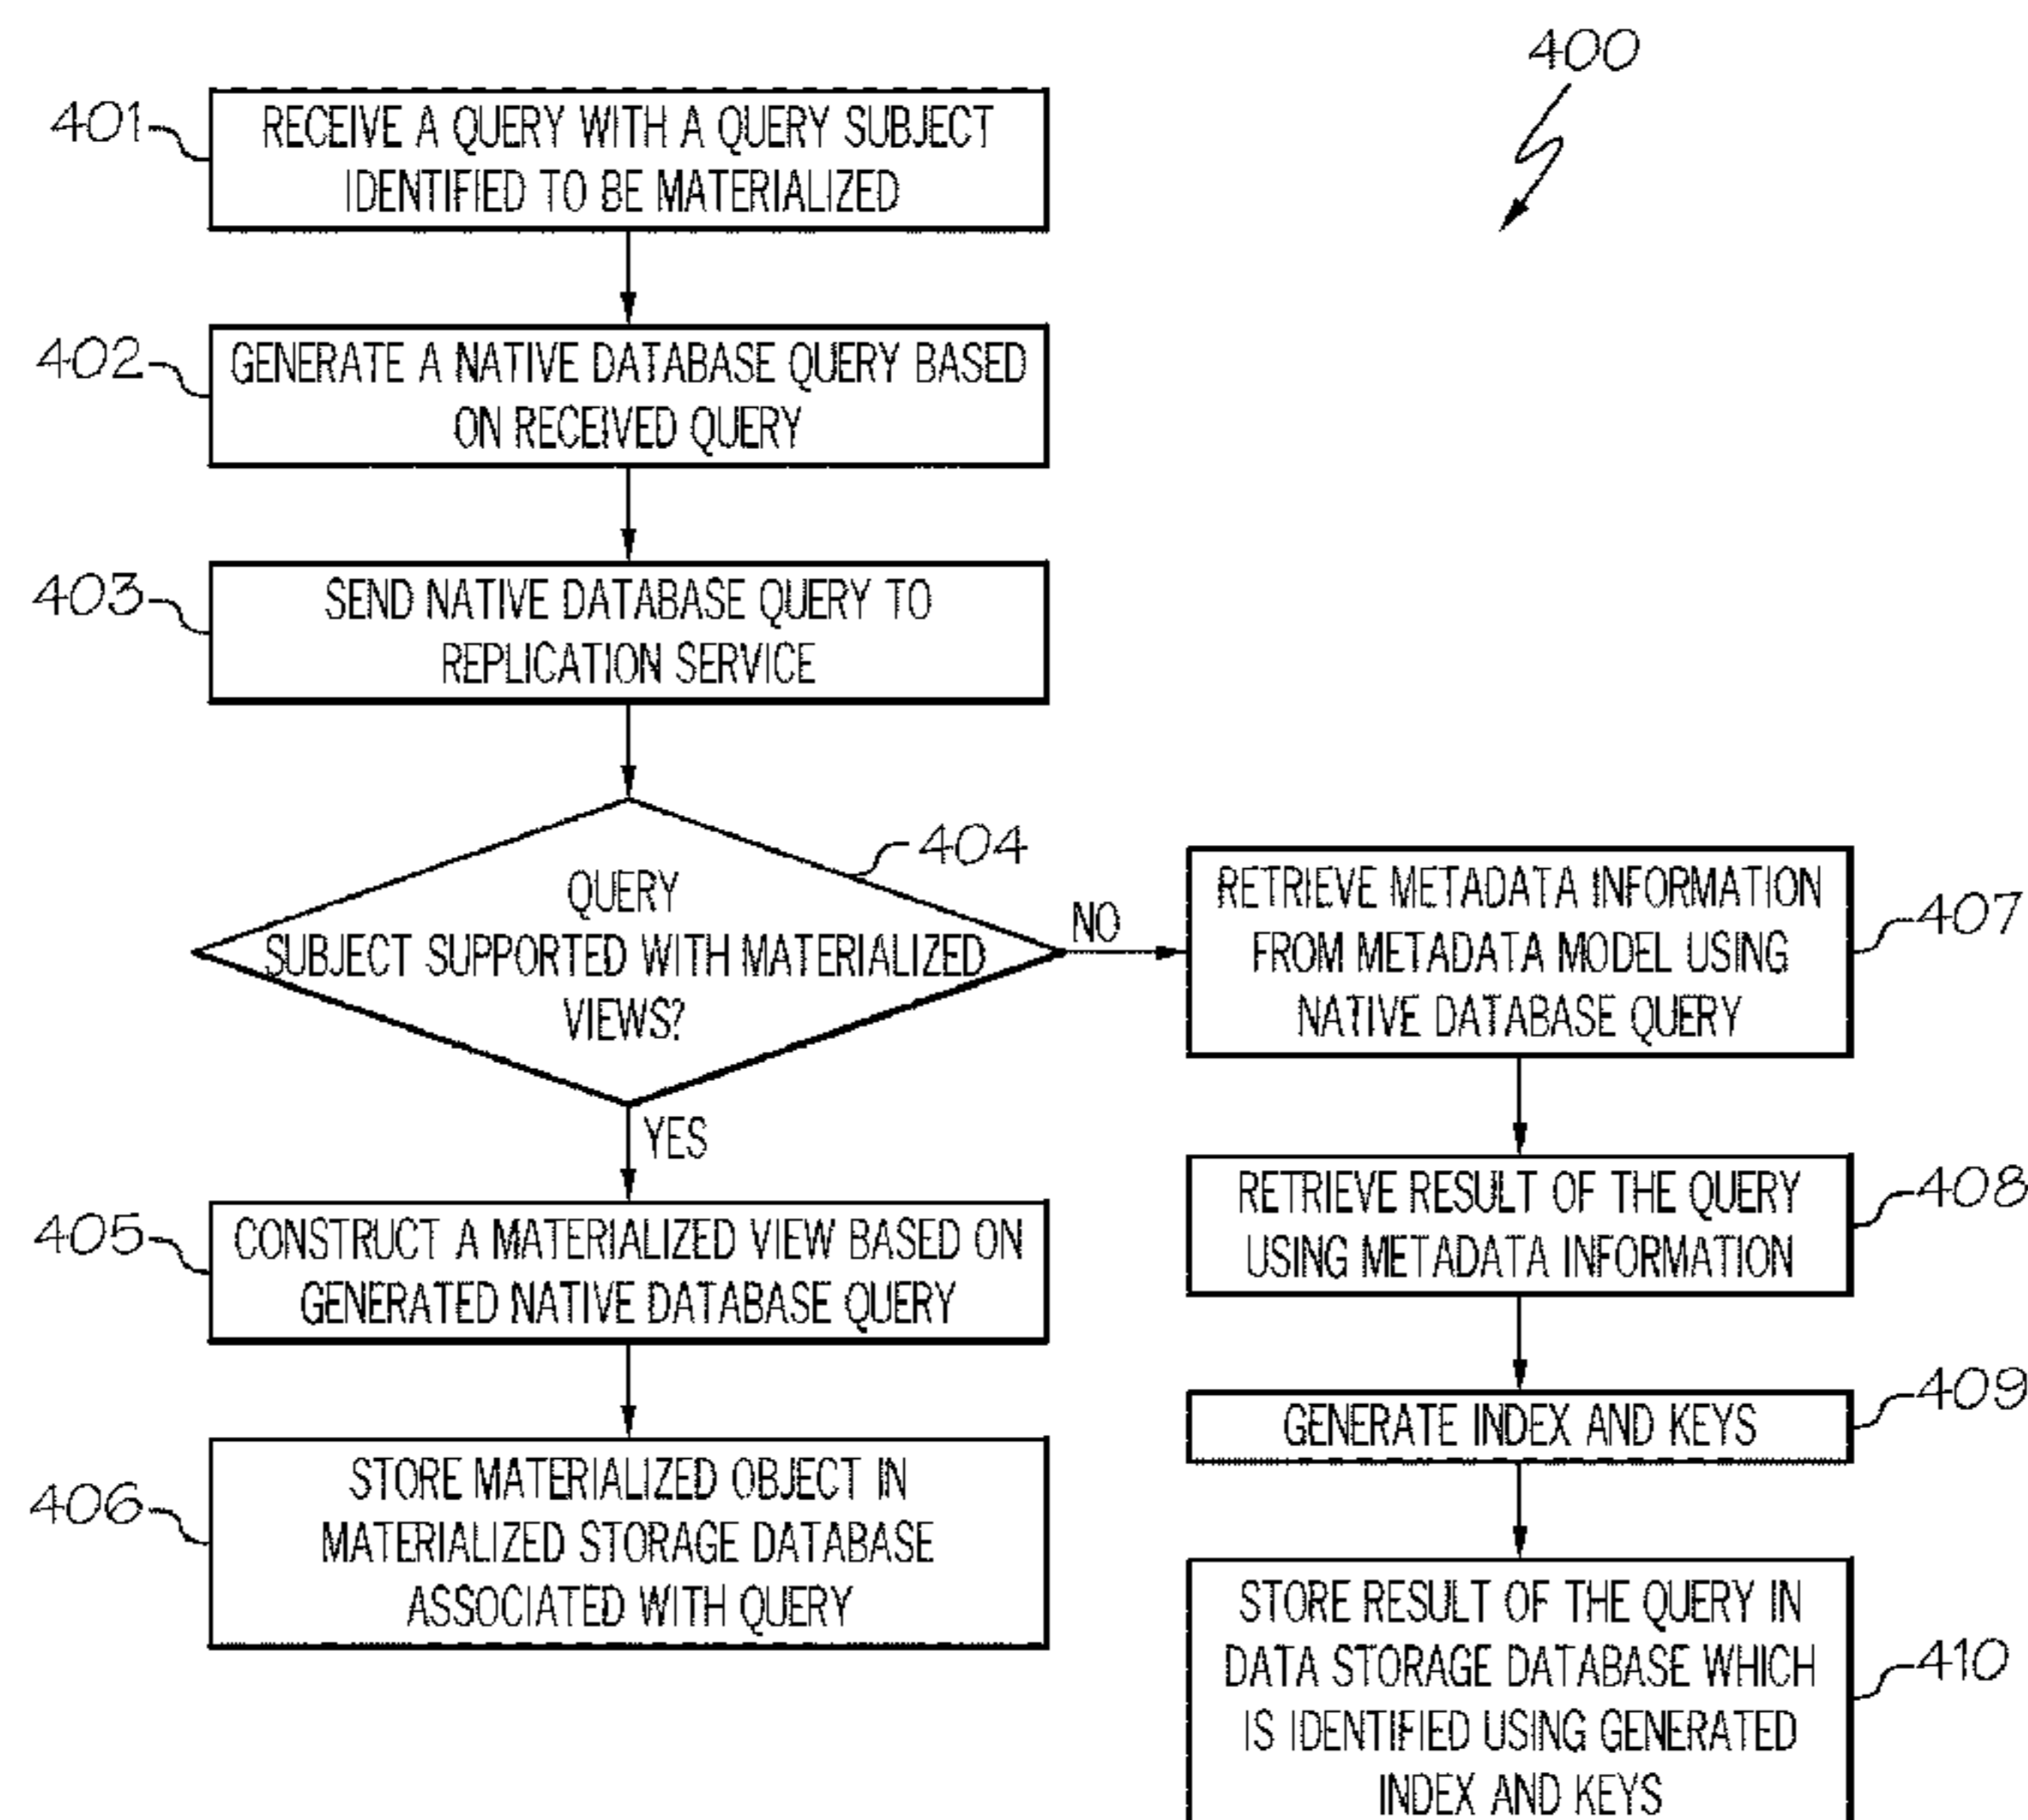 400
401
RECEIVE A QUERY WITH A QUERY SUBJECT
IDENTIFIED TO BE MATERIALIZED
402
GENERATE A NATIVE DATABASE QUERY BASED
ON RECEIVED QUERY
403
SEND NATIVE DATABASE QUERY TO
REPLICATION SERVICE
404
QUERY
SUBJECT SUPPORTED WITH MATERIALIZED
VIEWS?
NO
YES
405
CONSTRUCT A MATERIALIZED VIEW BASED ON
GENERATED NATIVE DATABASE QUERY
406
STORE MATERIALIZED OBJECT IN
MATERIALIZED STORAGE DATABASE
ASSOCIATED WITH QUERY
RETRIEVE METADATA INFORMATION
FROM METADATA MODEL USING
NATIVE DATABASE QUERY
407
RETRIEVE RESULT OF THE QUERY
USING METADATA INFORMATION
408
GENERATE INDEX AND KEYS
409
STORE RESULT OF THE QUERY IN
DATA STORAGE DATABASE WHICH
IS IDENTIFIED USING GENERATED
INDEX AND KEYS
410